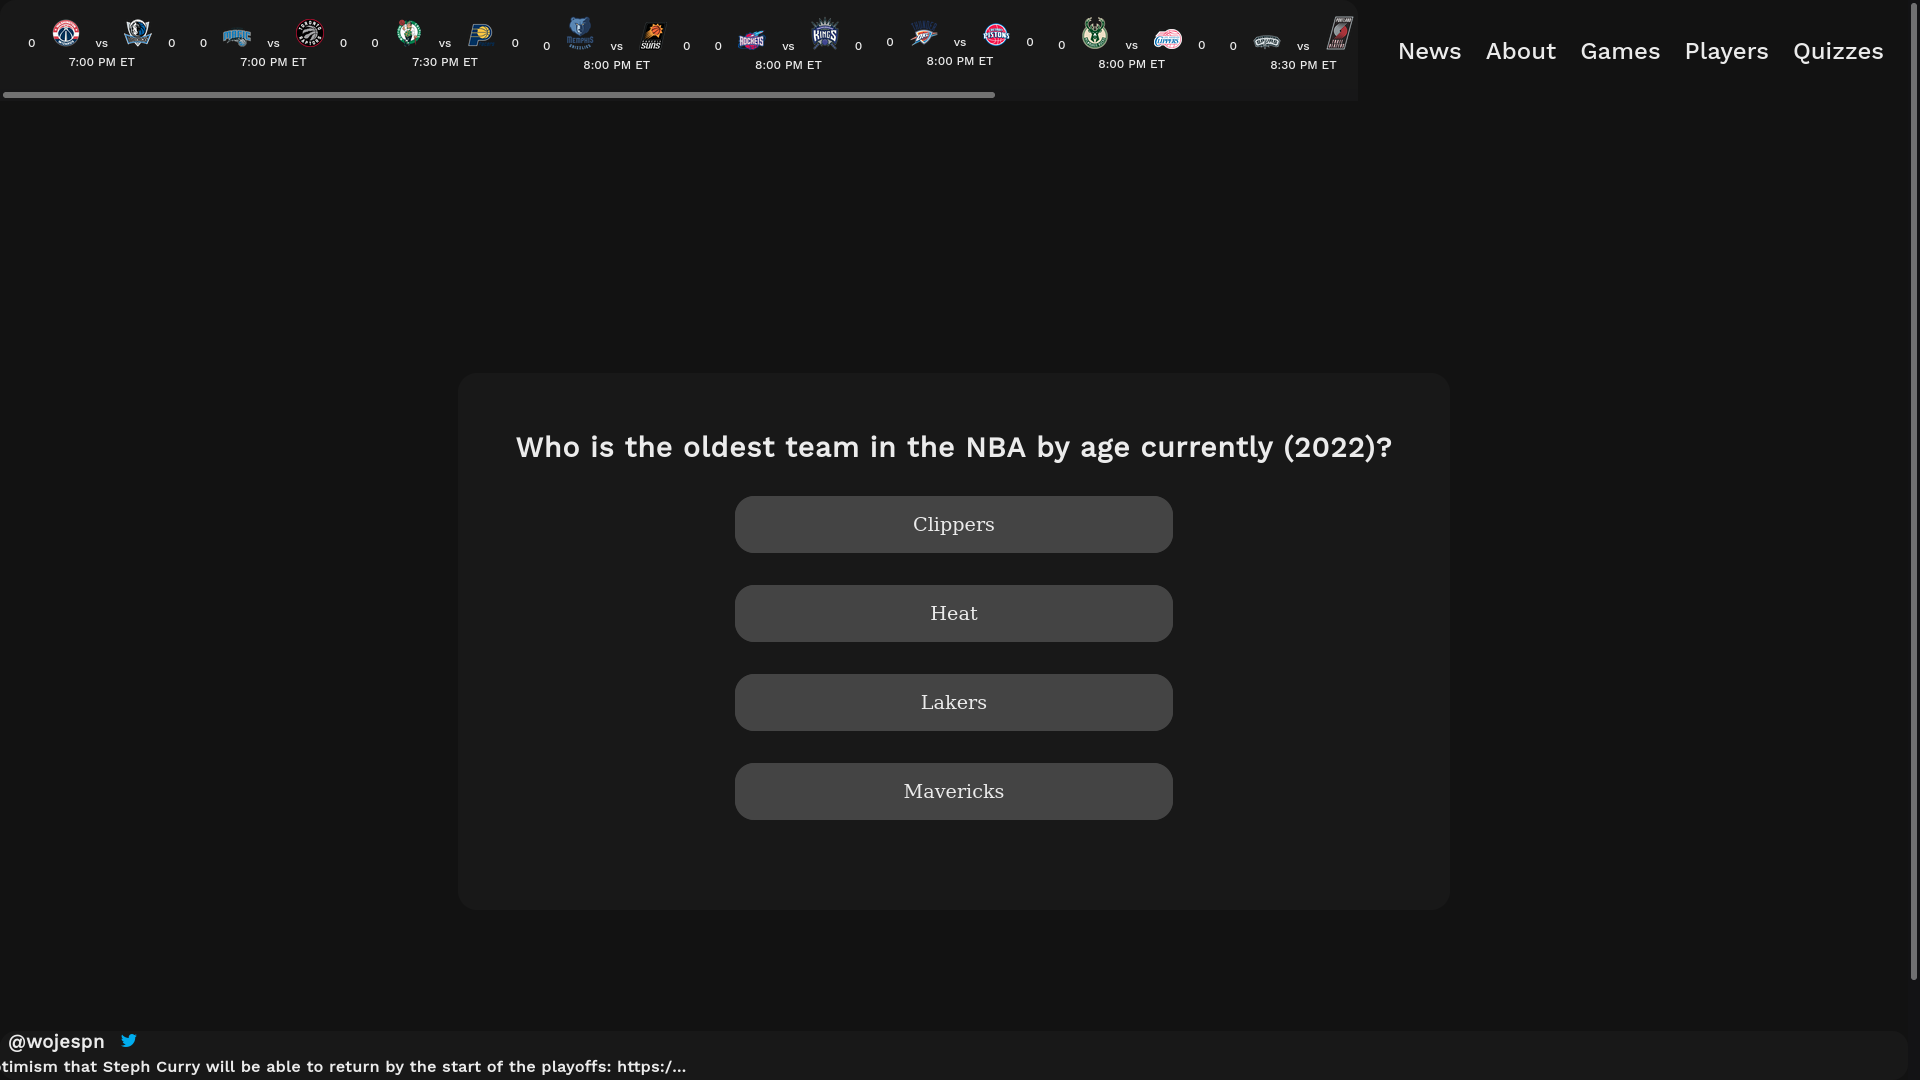 0 vs 0 0 vs 0 0 vs 0 0 vs 0 0 vs 0 0 vs 0 0 vs 0 0 vs
7:00 PM ET 7:00 PM ET 7:30 PM ET 8:00 PM ET 8:00 PM ET 8:00 PM ET 8:00 PM ET 8:30 PM ET
News About Games Players Quizzes
Who is the oldest team in the NBA by age currently (2022)?
Clippers
Heat
Lakers
Mavericks
@wojespn
timism that Steph Curry will be able to return by the start of the playoffs: https:/...